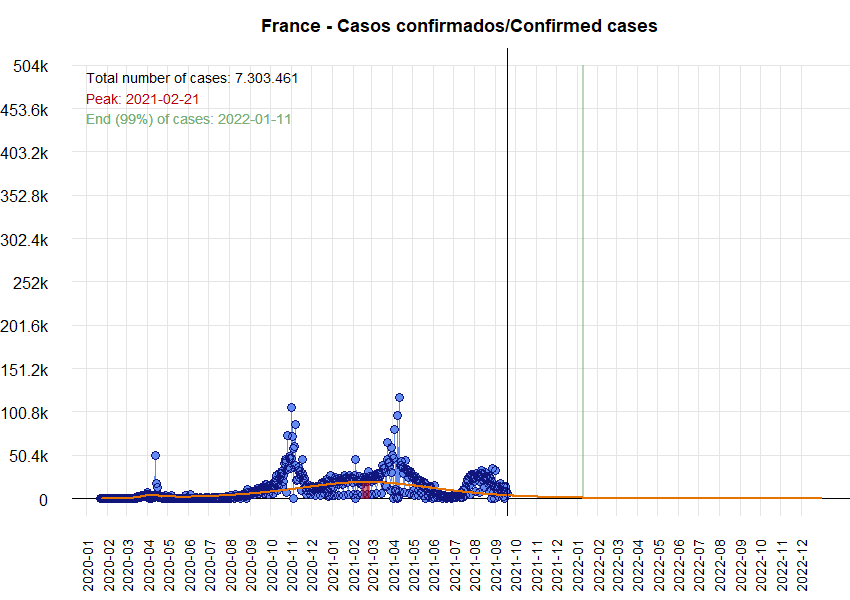 France - Casos confirmados/Confirmed cases
504k
453.6k
403.2k
352.8k
302.4k
252k
201.6k
151.2k
100.8k
50.4k
0
Total number of cases: 7.303.461
Peak: 2021-02-21
End (99%) of cases: 2022-01-11
2020-01
2020-02
2020-03
2020-04
2020-05
2020-06
2020-07
2020-08
2020-09
2020-10
2020-11
2020-12
2021-01
2021-02
2021-03
2021-04
2021-05
2021-06
2021-07
2021-08
2021-09
2021-10
2021-11
2021-12
2022-01
2022-02
2022-03
2022-04
2022-05
2022-06
2022-07
2022-08
2022-09
2022-10
2022-11
2022-12